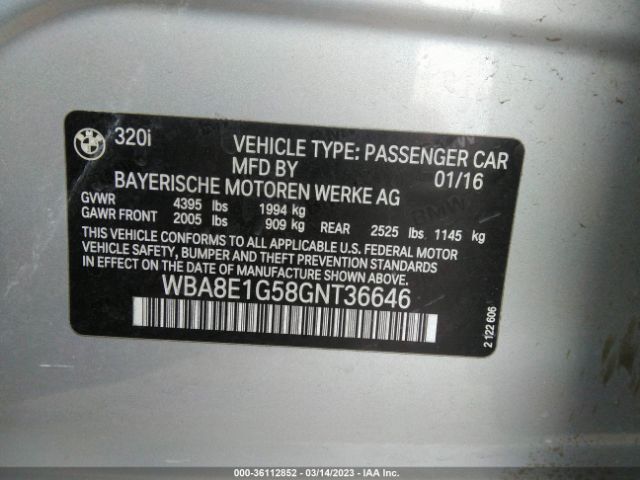 BMW 320i VEHICLE TYPE: PASSENGER CAR
MFD BY 01/16
BAYERISCHE MOTOREN WERKE AG
GVWR 4395 lbs 1994 kg
GAWR FRONT 2005 lbs 909 kg REAR 2525 lbs 1145 kg
THIS VEHICLE CONFORMS TO ALL APPLICABLE U.S. FEDERAL MOTOR
VEHICLE SAFETY, BUMPER AND THEFT PREVENTION STANDARDS
IN EFFECT ON THE DATE OF MANUFACTURE SHOWN ABOVE.
WBA8E1G58GNT36646
2 122 606
000-36112852 / 03/14/2023 - IAA Inc.